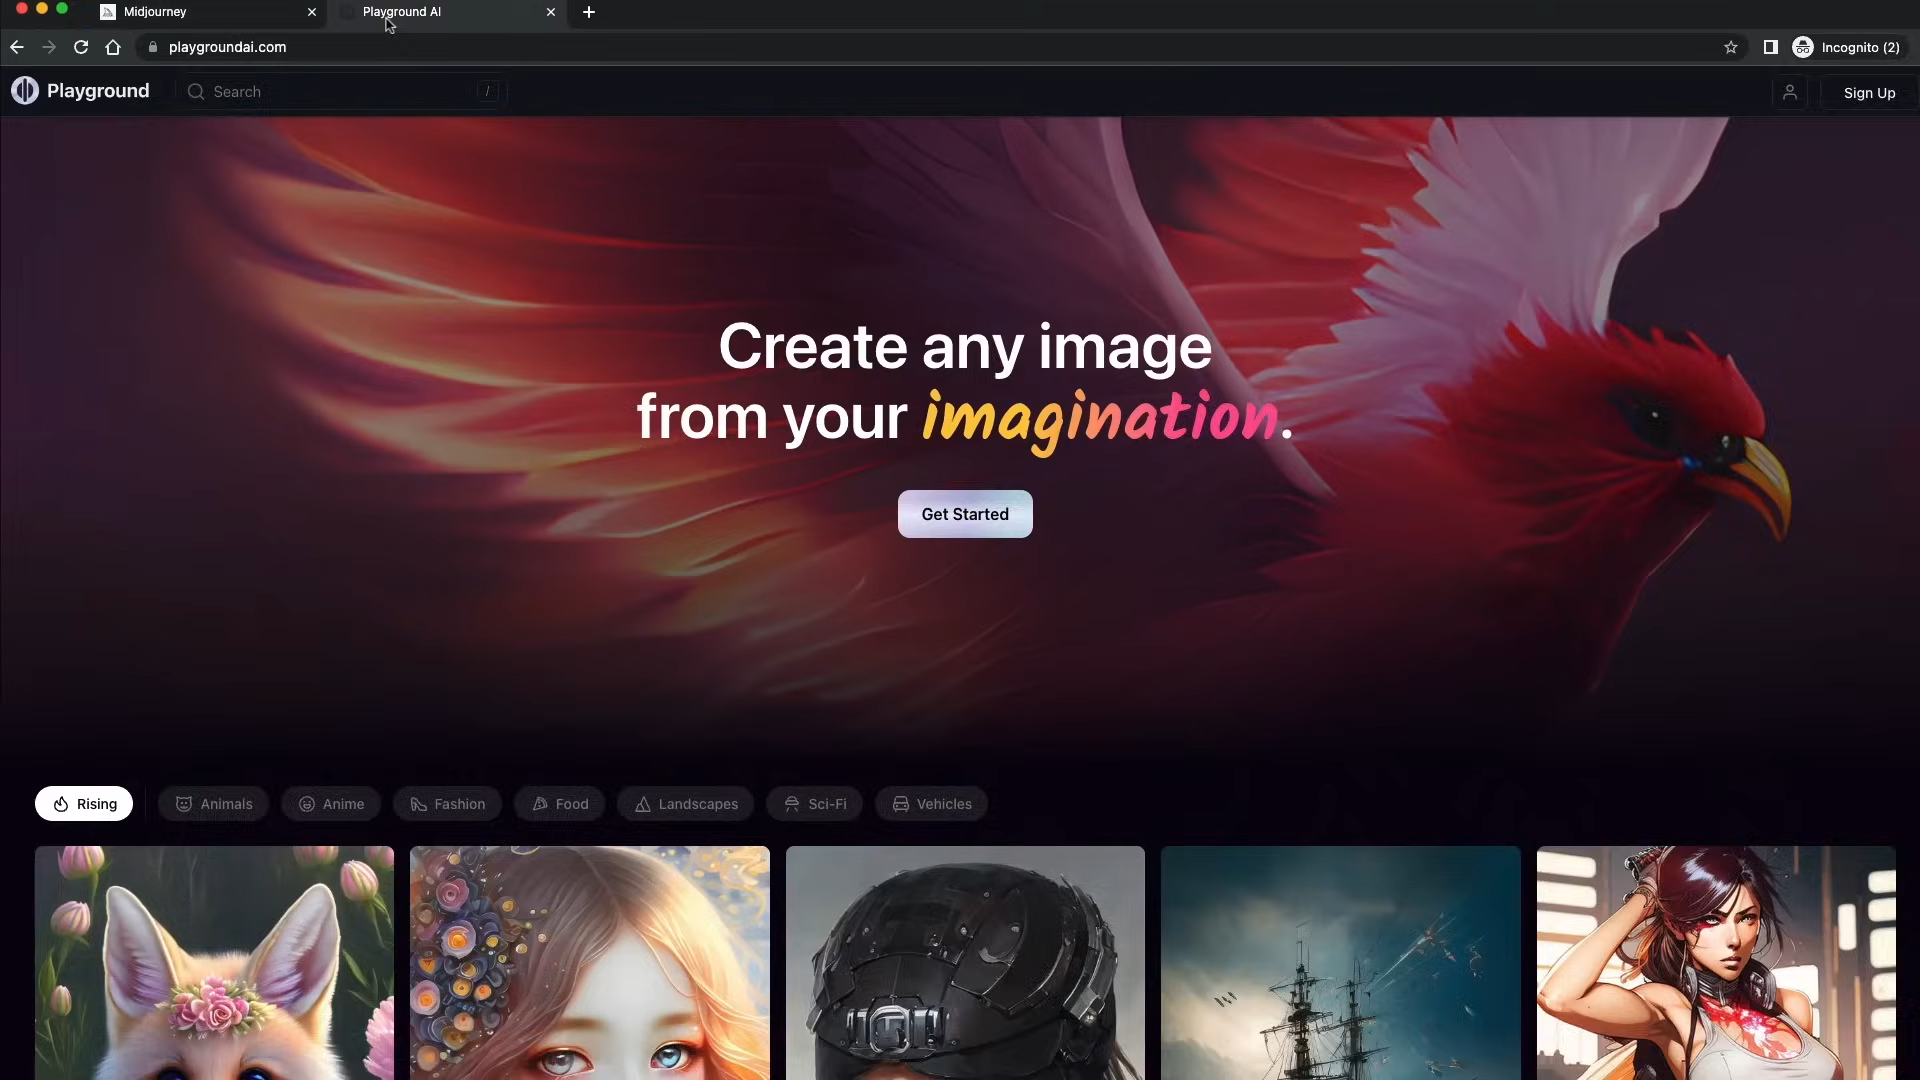 Midjourney
Playground AI
playgroundai.com
Incognito (2)
Playground
Search
/
Sign Up
Create any image
from your imagination.
Get Started
Rising
Animals
Anime
Fashion
Food
Landscapes
Sci-Fi
Vehicles